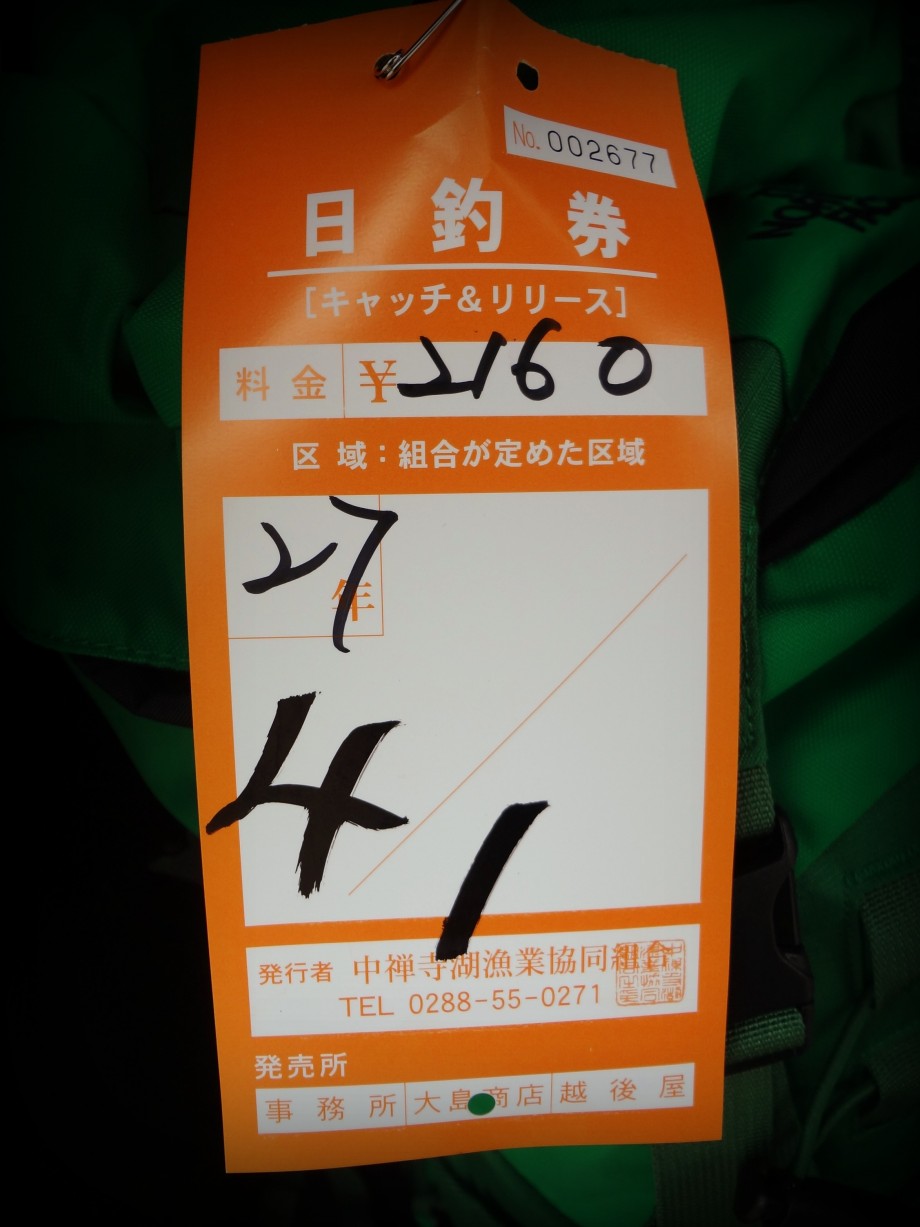 No. 002677
日釣券
[キャッチ&リリース]
料金 ¥2160
区域:組合が定めた区域
27年
4/1
発行者 中禅寺湖漁業協同組合
TEL 0288-55-0271
発売所
事務所 大島商店 越後屋